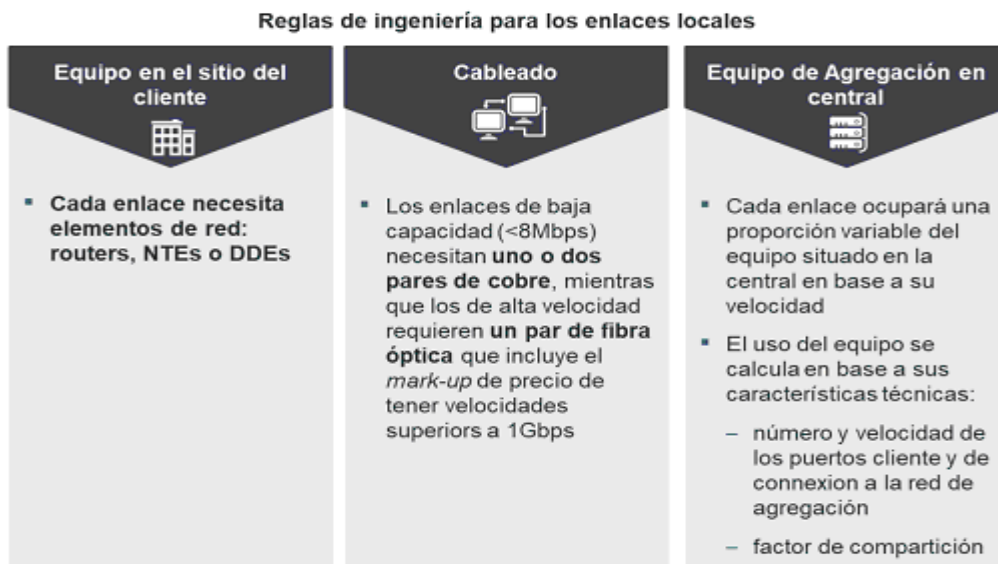 Reglas de ingeniería para los enlaces locales
Equipo en el sitio del
cliente
▪ Cada enlace necesita
elementos de red:
routers, NTEs o DDEs
Cableado
▪ Los enlaces de baja
capacidad (<8Mbps)
necesitan uno o dos
pares de cobre, mientras
que los de alta velocidad
requieren un par de fibra
óptica que incluye el
mark-up de precio de
tener velocidades
superiors a 1Gbps
Equipo de Agregación en
central
▪ Cada enlace ocupará una
proporción variable del
equipo situado en la
central en base a su
velocidad
▪ El uso del equipo se
calcula en base a sus
características técnicas:
– número y velocidad de
los puertos cliente y de
connexion a la red de
agregación
– factor de compartición